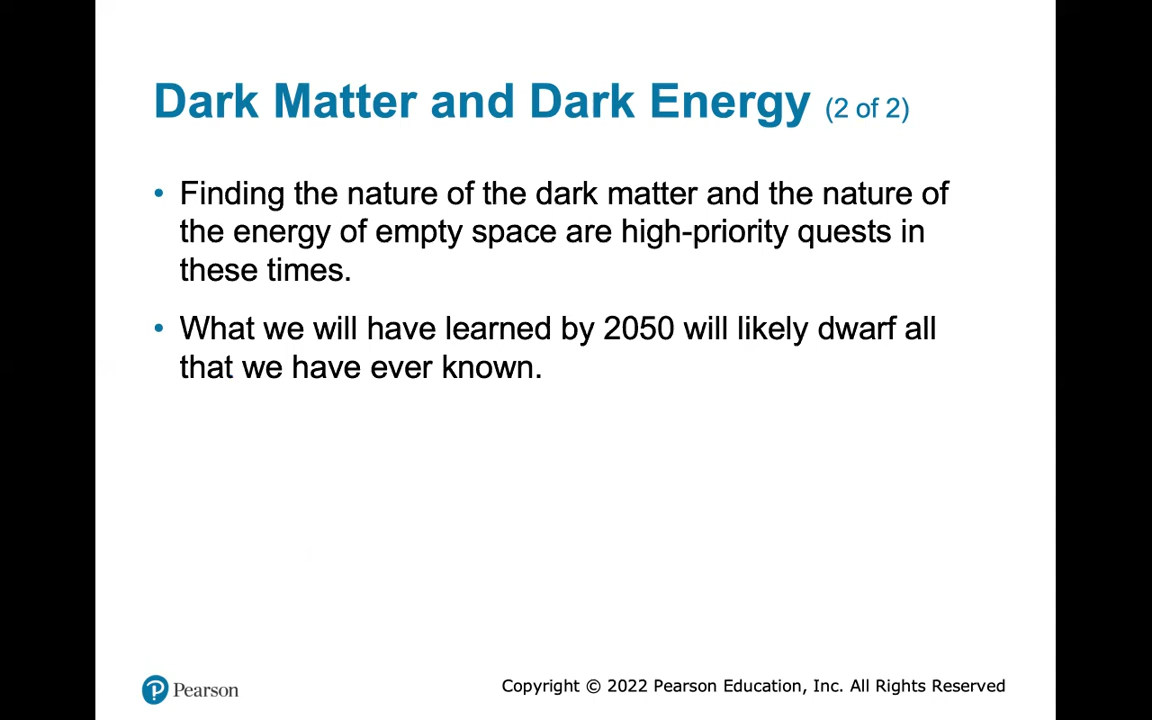 Dark Matter and Dark Energy (2 of 2)
• Finding the nature of the dark matter and the nature of
the energy of empty space are high-priority quests in
these times.
• What we will have learned by 2050 will likely dwarf all
that we have ever known.
P Pearson
Copyright © 2022 Pearson Education, Inc. All Rights Reserved